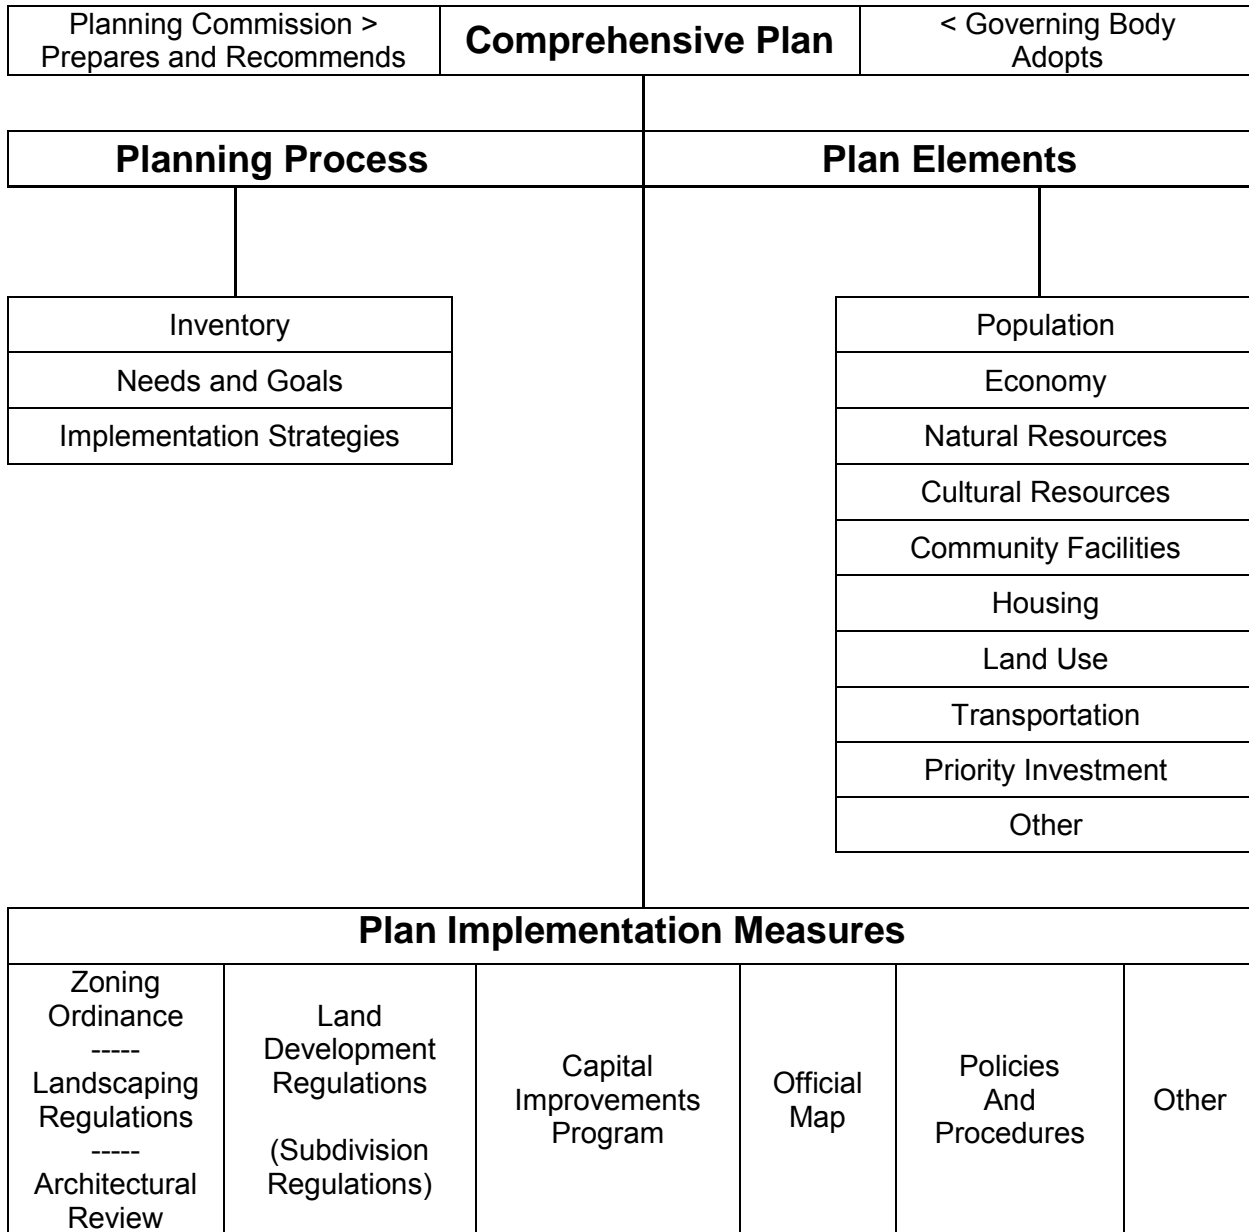 Planning Commission >
Prepares and Recommends
Comprehensive Plan
< Governing Body
Adopts
Planning Process
Plan Elements
Inventory
Needs and Goals
Implementation Strategies
Population
Economy
Natural Resources
Cultural Resources
Community Facilities
Housing
Land Use
Transportation
Priority Investment
Other
Plan Implementation Measures
Zoning
Ordinance
-----
Landscaping
Regulations
-----
Architectural
Review
Land
Development
Regulations
(Subdivision
Regulations)
Capital
Improvements
Program
Official
Map
Policies
And
Procedures
Other